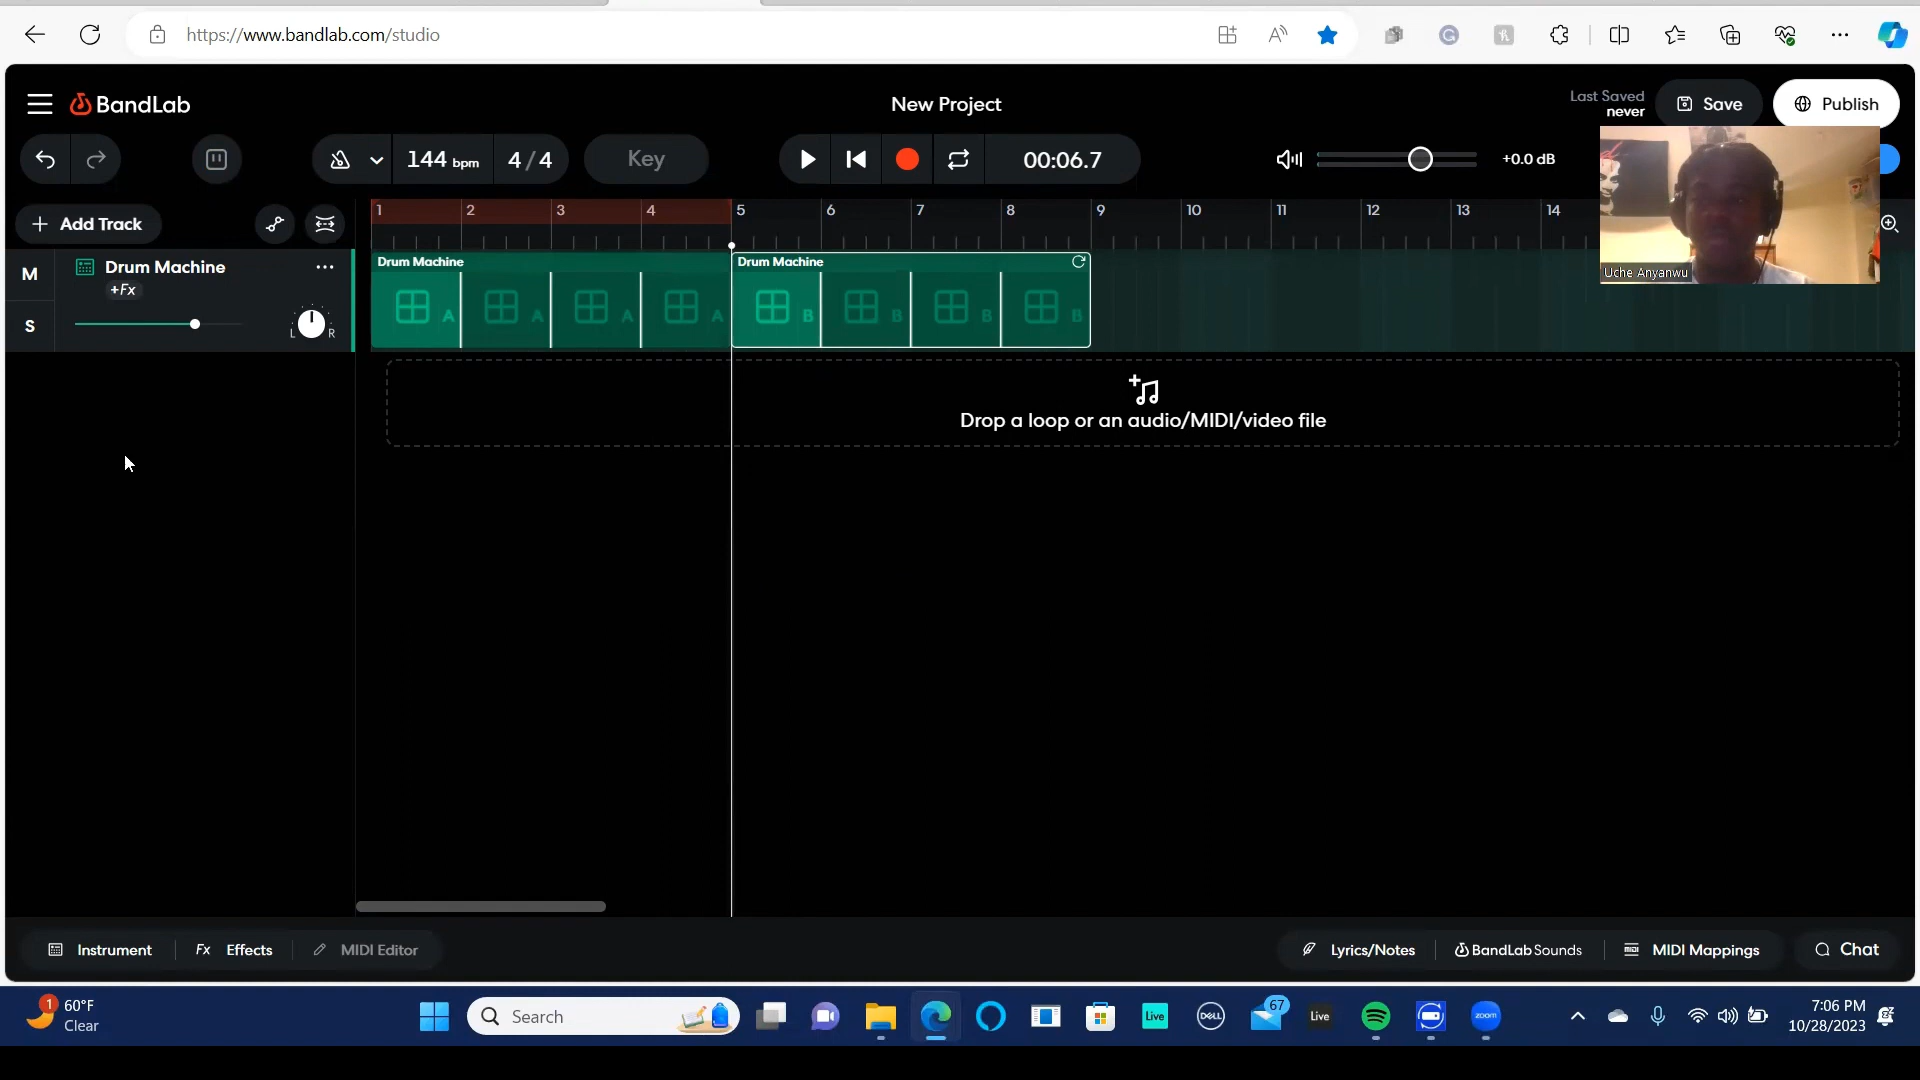 https://www.bandlab.com/studio
BandLab
New Project
Last Saved
never
Save
Publish
144 bpm
4/4
Key
00:06.7
+0.0 dB
Add Track
1 2 3 4 5 6 7 8 9 10 11 12 13 14
M
Drum Machine
+Fx
S
L R
Drum Machine
A A A A
Drum Machine
B B B B
Uche Anyanwu
Drop a loop or an audio/MIDI/video file
Instrument
Fx Effects
MIDI Editor
Lyrics/Notes
BandLab Sounds
MIDI Mappings
Chat
1
60°F
Clear
Search
Live
DELL
67
Live
zoom
7:06 PM
10/28/2023